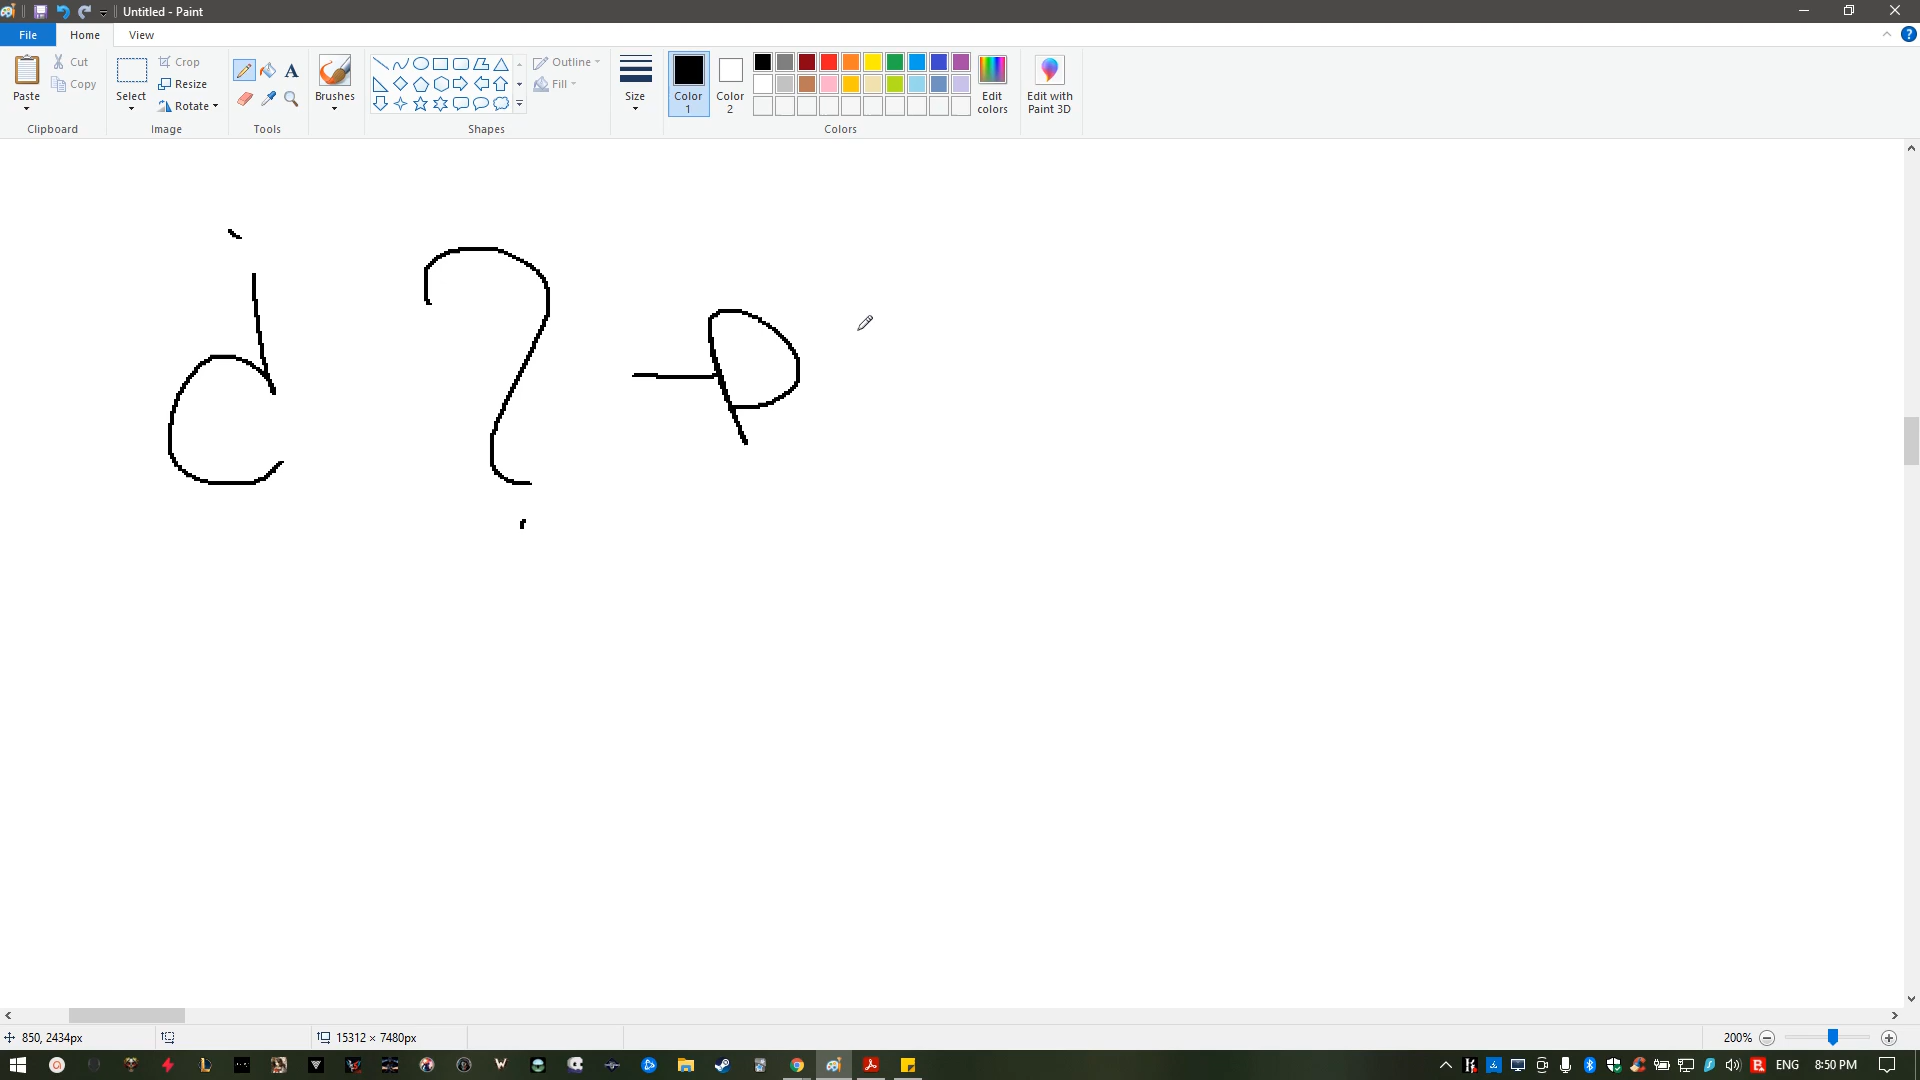 Untitled - Paint
File Home View
Paste
Cut
Copy
Clipboard
Select
Crop
Resize
Rotate
Image
Tools
Brushes
Shapes
Outline
Fill
Size
Color 1
Color 2
Edit colors
Edit with Paint 3D
Colors
?
850, 2434px
15312 × 7480px
200%
ENG 8:50 PM